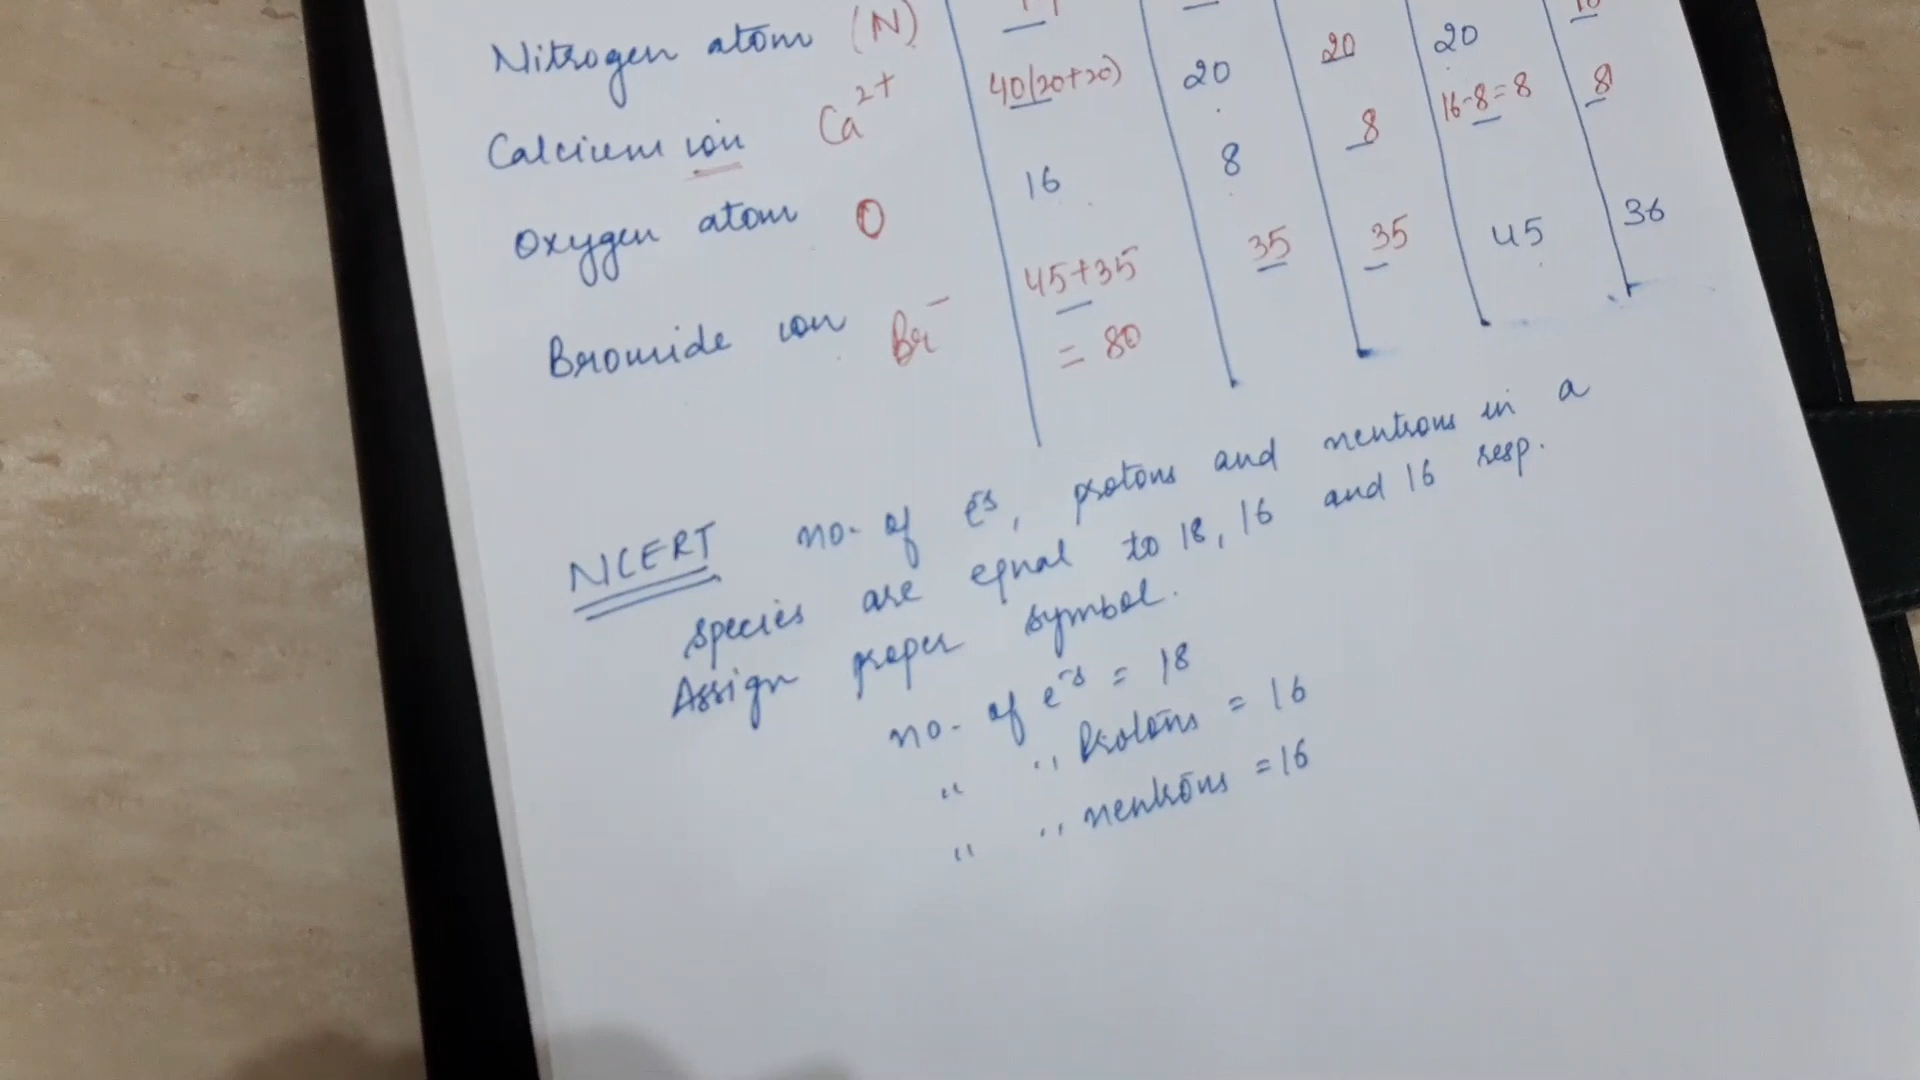 Nitrogen atom (N)
Calcium ion Ca²⁺ 40(20+20) 20 20 20 18
Oxygen atom O 16 8 8 16-8=8 8
Bromide ion Br⁻ 45+35 35 35 45 36
= 80
NCERT no. of e⁻s, protons and neutrons in a
species are equal to 18, 16 and 16 resp.
Assign proper symbol.
no. of e⁻s = 18
" " Protons = 16
" " neutrons = 16